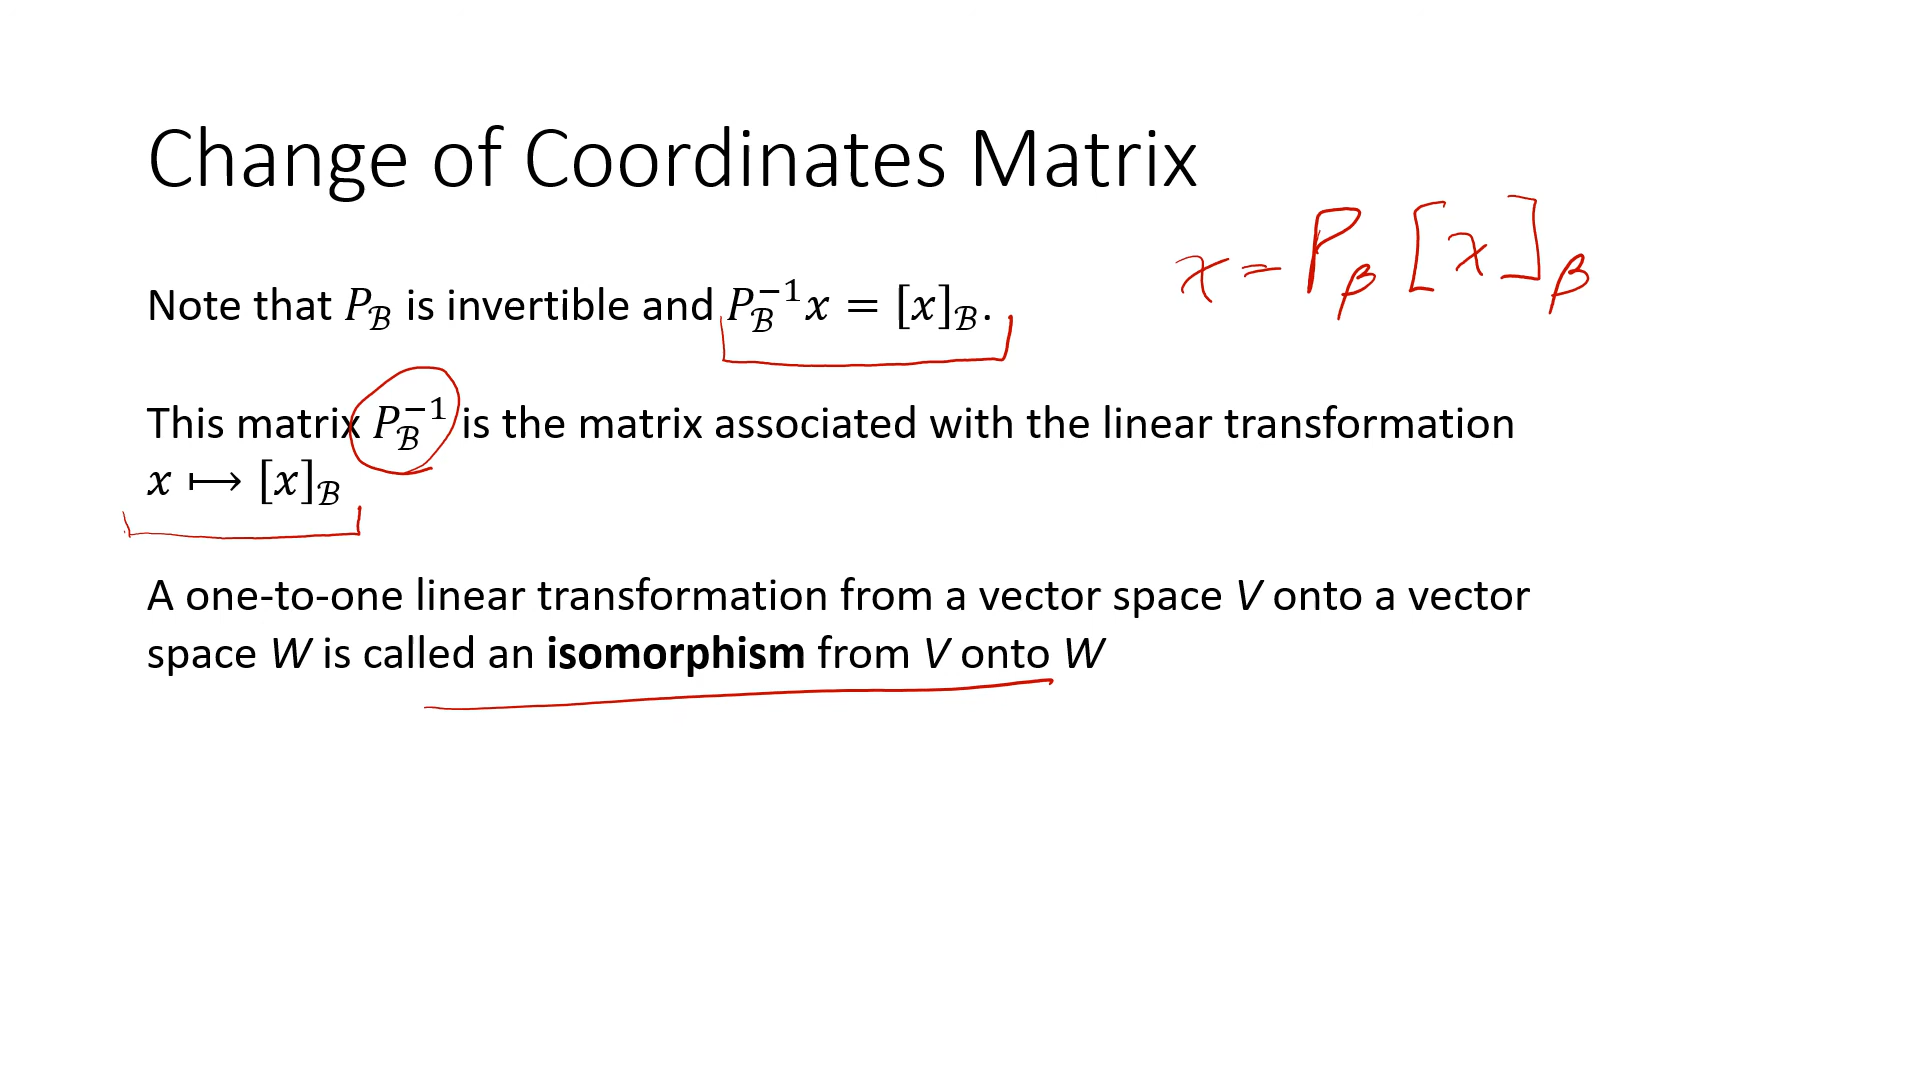 Change of Coordinates Matrix
x = P_β [x]_β
Note that P_ℬ is invertible and P_ℬ^{-1}x = [x]_ℬ.
This matrix P_ℬ^{-1} is the matrix associated with the linear transformation
x ⟼ [x]_ℬ
A one-to-one linear transformation from a vector space V onto a vector
space W is called an isomorphism from V onto W